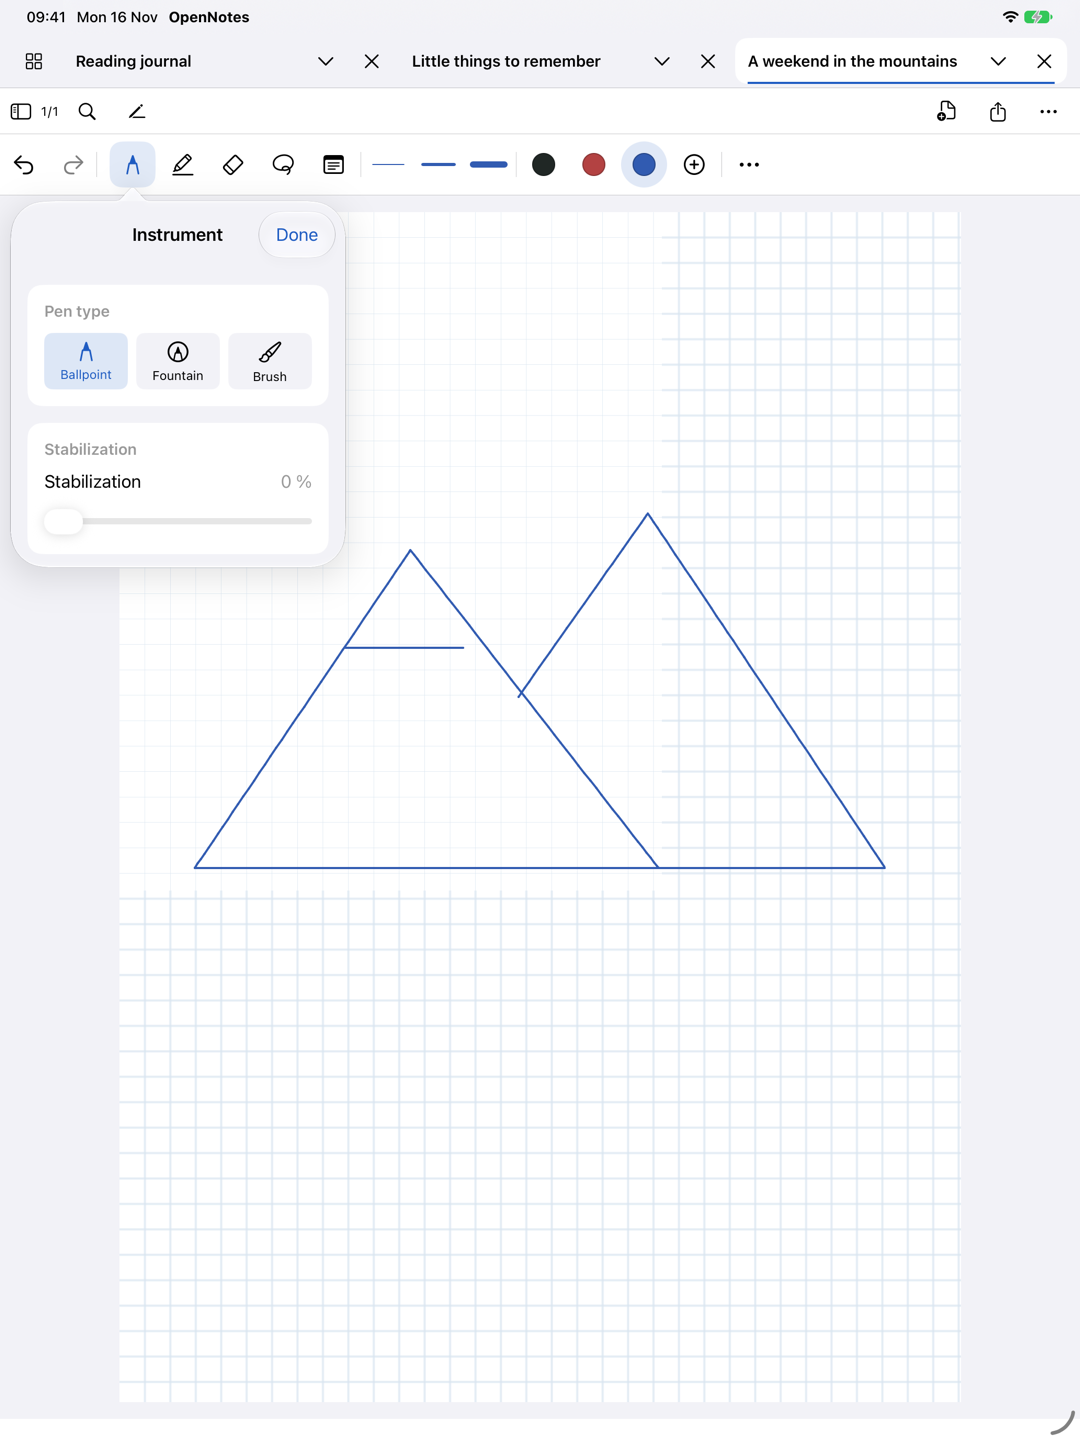 09:41 Mon 16 Nov OpenNotes
Reading journal
Little things to remember
A weekend in the mountains
1/1
Instrument
Done
Pen type
Ballpoint
Fountain
Brush
Stabilization
Stabilization 0 %